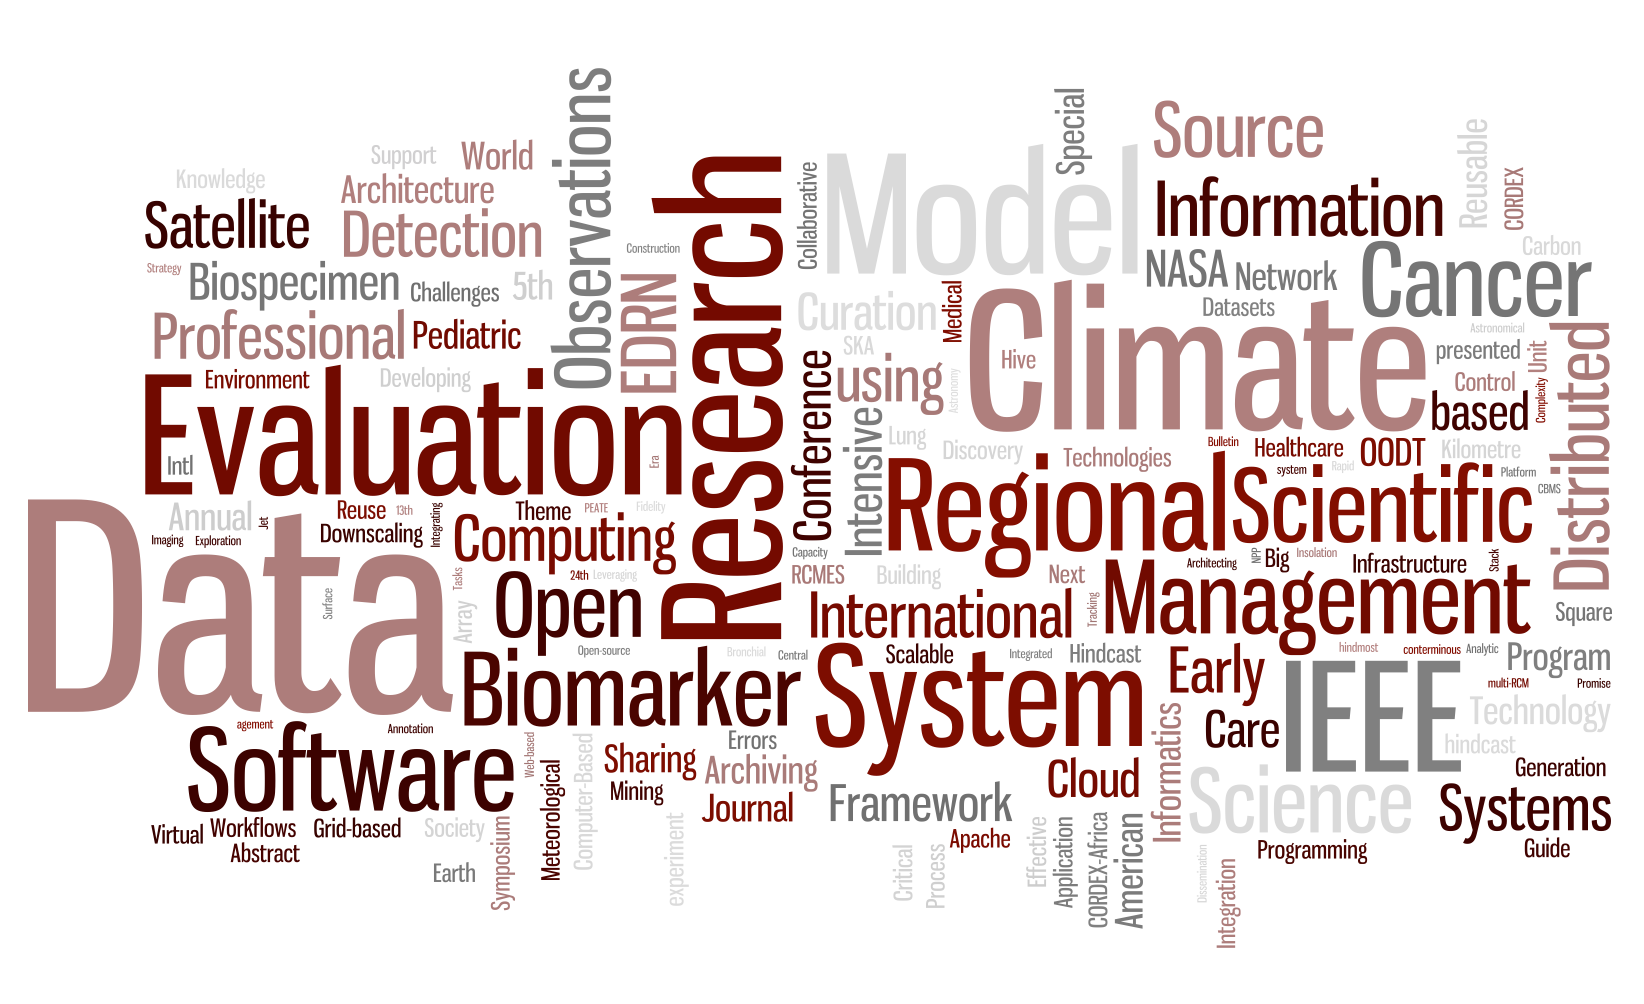 Observations
Special
Source
Research
Model
Reusable
Support
World
Collaborative
CORDEX
Knowledge
Architecture
Information
Satellite
Detection
Construction
Carbon
Strategy
Biospecimen
Challenges
5th
EDRN
NASA
Network
Cancer
Datasets
Curation
Medical
Climate
Professional
Pediatric
SKA
Astronomical
presented
Unit
Distributed
Environment
Developing
Conference
using
Astronomy
Hive
Control
Complexity
based
Evaluation
Intl
Era
Intensive
Lung
Discovery
Technologies
Bulletin
Healthcare
OODT
Kilometre
system
Rapid
Platform
CBMS
Regional
Scientific
Annual
Jet
Reuse
13th
Integrating
Theme
PEATE
Fidelity
Imaging
Exploration
Downscaling
Computing
Capacity
Architecting
NPP
Big
Insolation
Infrastructure
Stack
Data
Surface
Tasks
24th
Leveraging
RCMES
Building
Next
Management
Array
Open
International
Tracking
Square
Open-source
Bronchial
Central
Scalable
Integrated
Hindcast
hindmost
conterminous
Analytic
Program
Biomarker
System
Early
IEEE
multi-RCM
Promise
agement
Annotation
Care
Technology
Software
Web-based
Meteorological
Computer-Based
Errors
Sharing
Archiving
Informatics
hindcast
Mining
Cloud
Science
Generation
Journal
Framework
Systems
Virtual
Workflows
Grid-based
Society
Symposium
experiment
Apache
Effective
Application
CORDEX-Africa
American
Abstract
Programming
Guide
Earth
Critical
Process
Dissemination
Integration